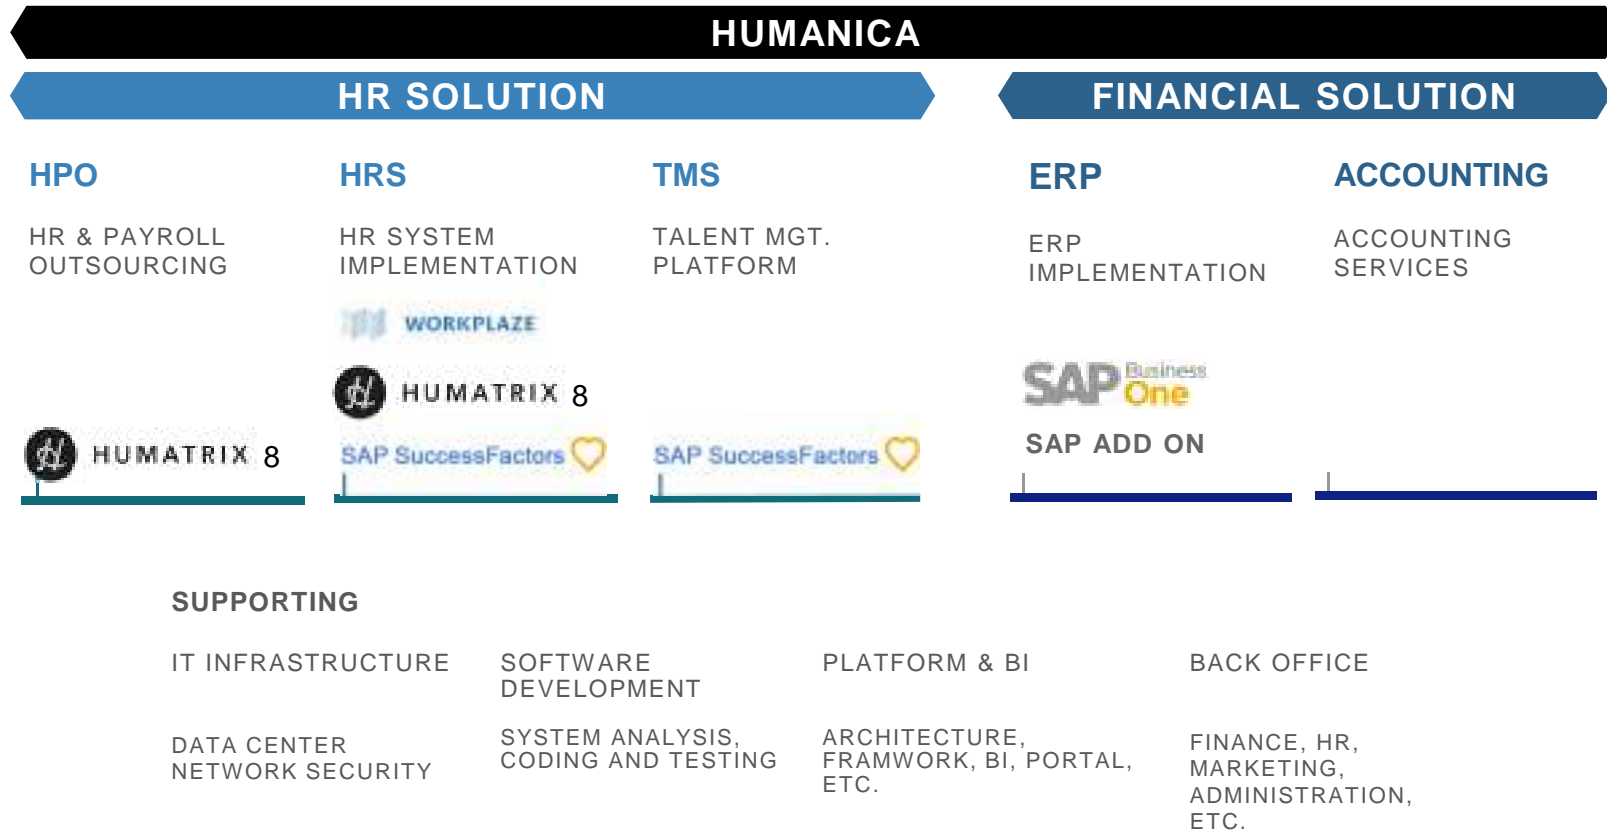 HUMANICA
HR SOLUTION
FINANCIAL SOLUTION
HPO
HR & PAYROLL
OUTSOURCING
HUMATRIX 8
HRS
HR SYSTEM
IMPLEMENTATION
WORKPLAZE
HUMATRIX 8
SAP SuccessFactors
TMS
TALENT MGT.
PLATFORM
SAP SuccessFactors
ERP
ERP
IMPLEMENTATION
SAP Business
One
SAP ADD ON
ACCOUNTING
ACCOUNTING
SERVICES
SUPPORTING
IT INFRASTRUCTURE
DATA CENTER
NETWORK SECURITY
SOFTWARE
DEVELOPMENT
SYSTEM ANALYSIS,
CODING AND TESTING
PLATFORM & BI
ARCHITECTURE,
FRAMWORK, BI, PORTAL,
ETC.
BACK OFFICE
FINANCE, HR,
MARKETING,
ADMINISTRATION,
ETC.